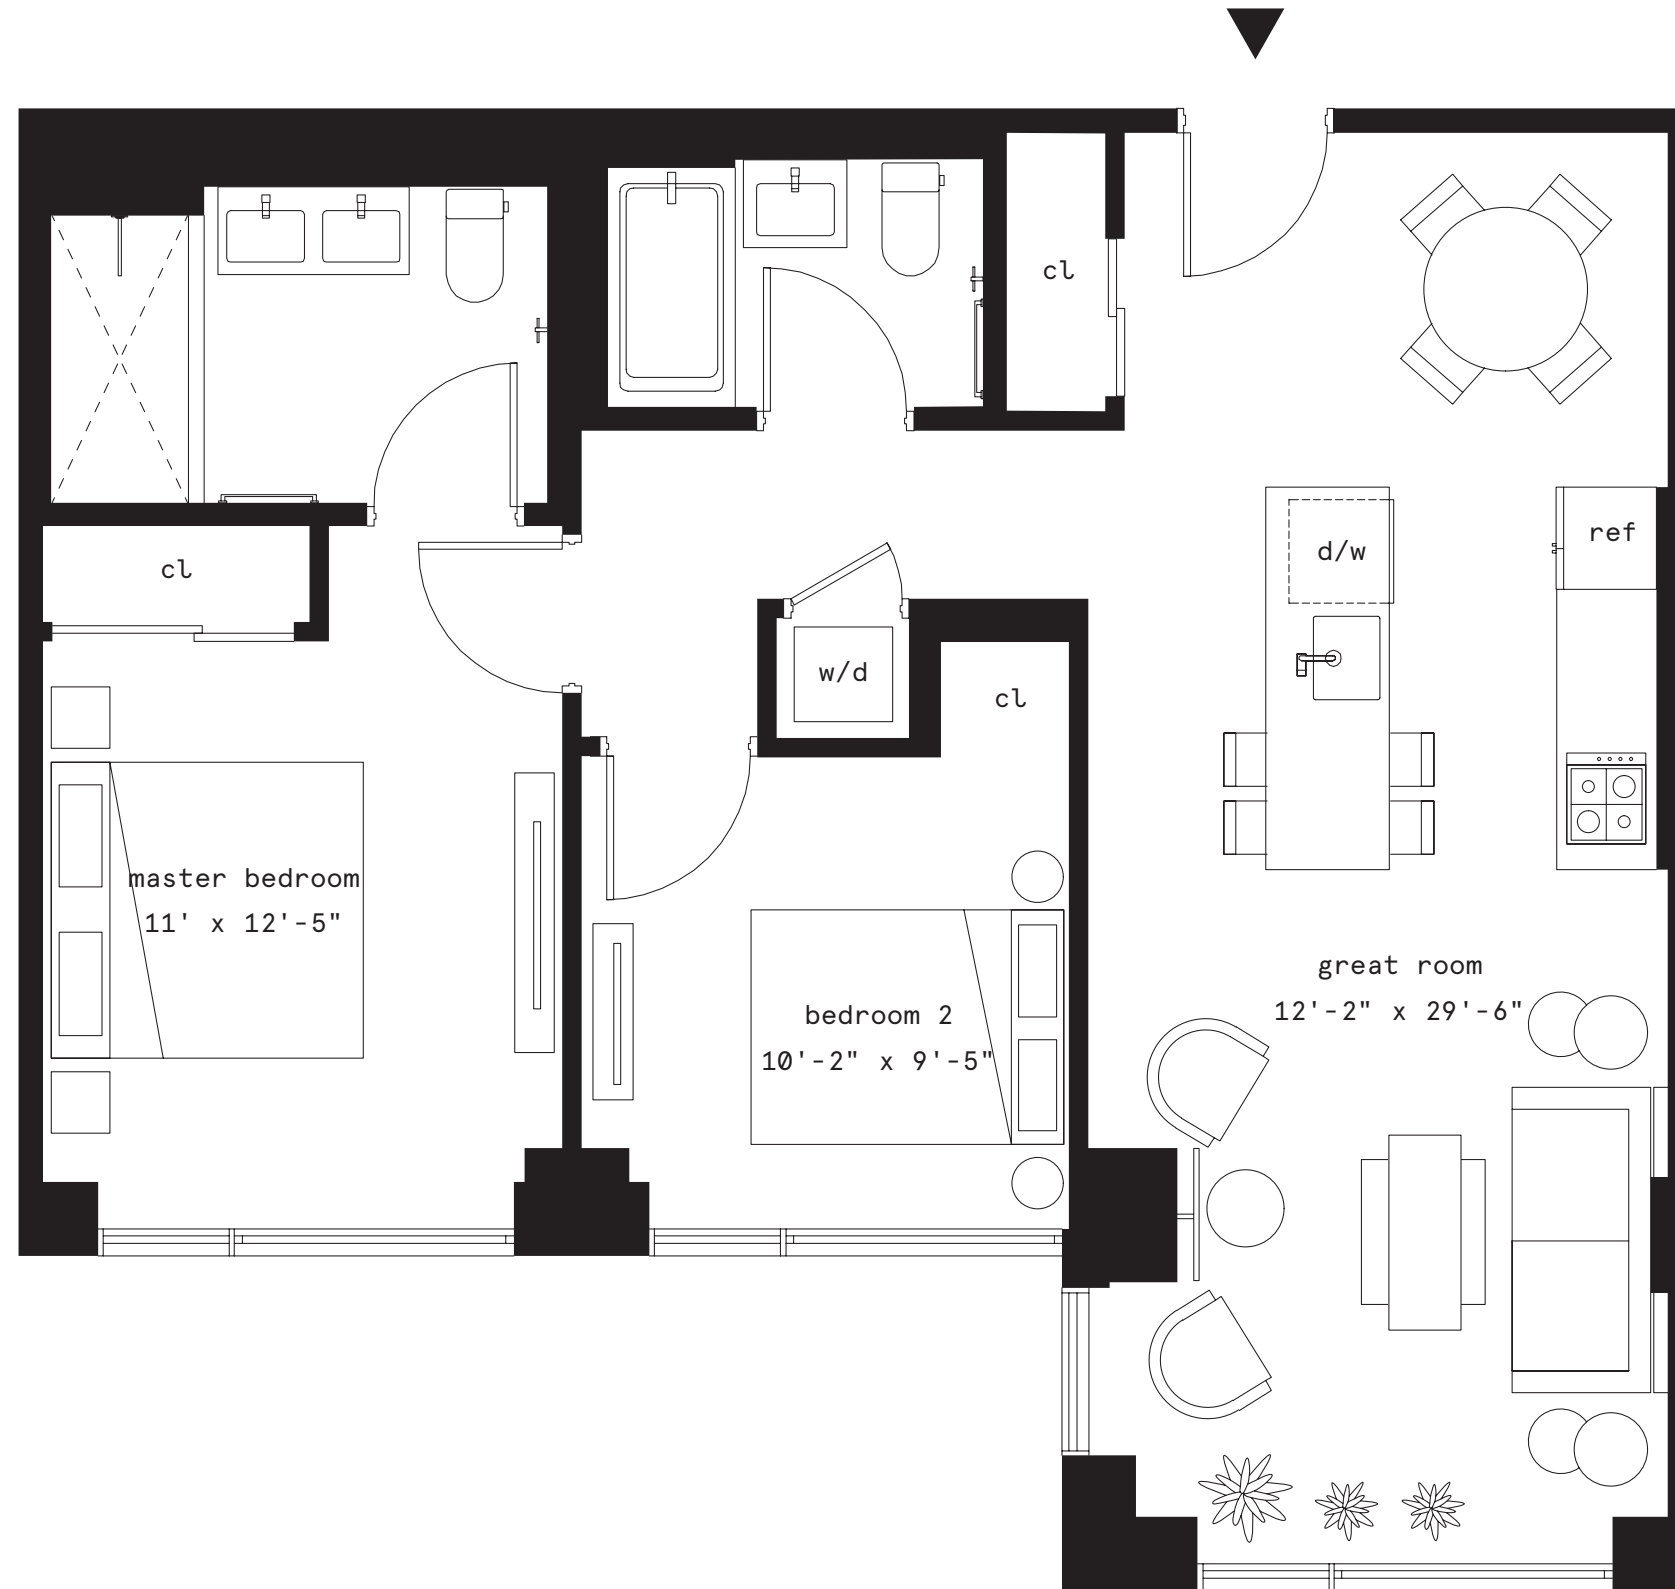 cl
d/w
ref
cl
w/d
cl
master bedroom
11' x 12'-5"
great room
12'-2" x 29'-6"
bedroom 2
10'-2" x 9'-5"